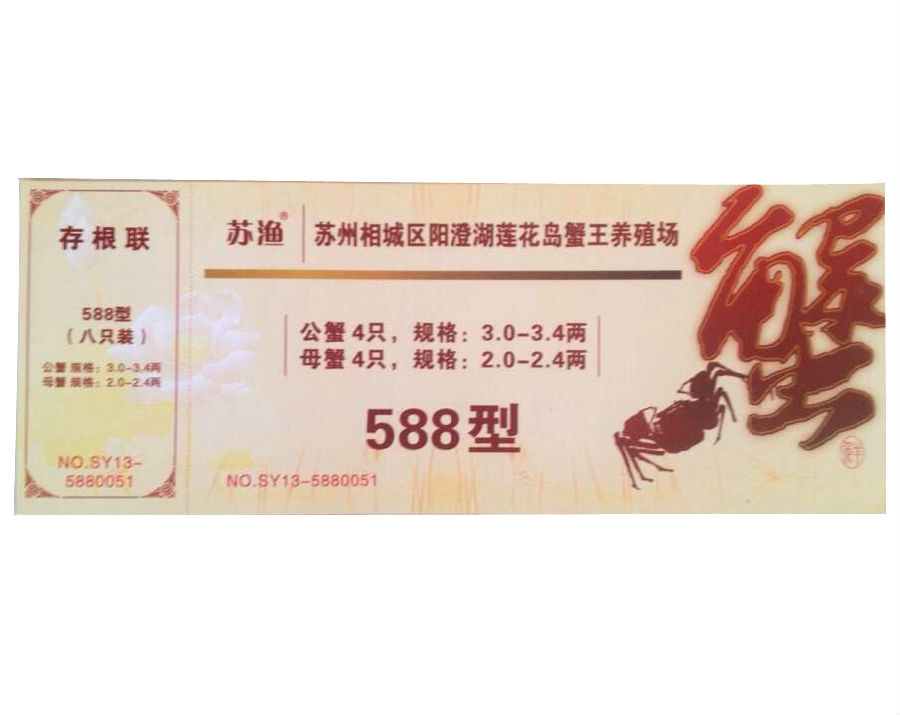 存根联
588型
（八只装）
公蟹 规格：3.0-3.4两
母蟹 规格：2.0-2.4两
NO.SY13-
5880051
苏渔®
苏州相城区阳澄湖莲花岛蟹王养殖场
公蟹 4只，规格：3.0-3.4两
母蟹 4只，规格：2.0-2.4两
588型
NO.SY13-5880051
蟹